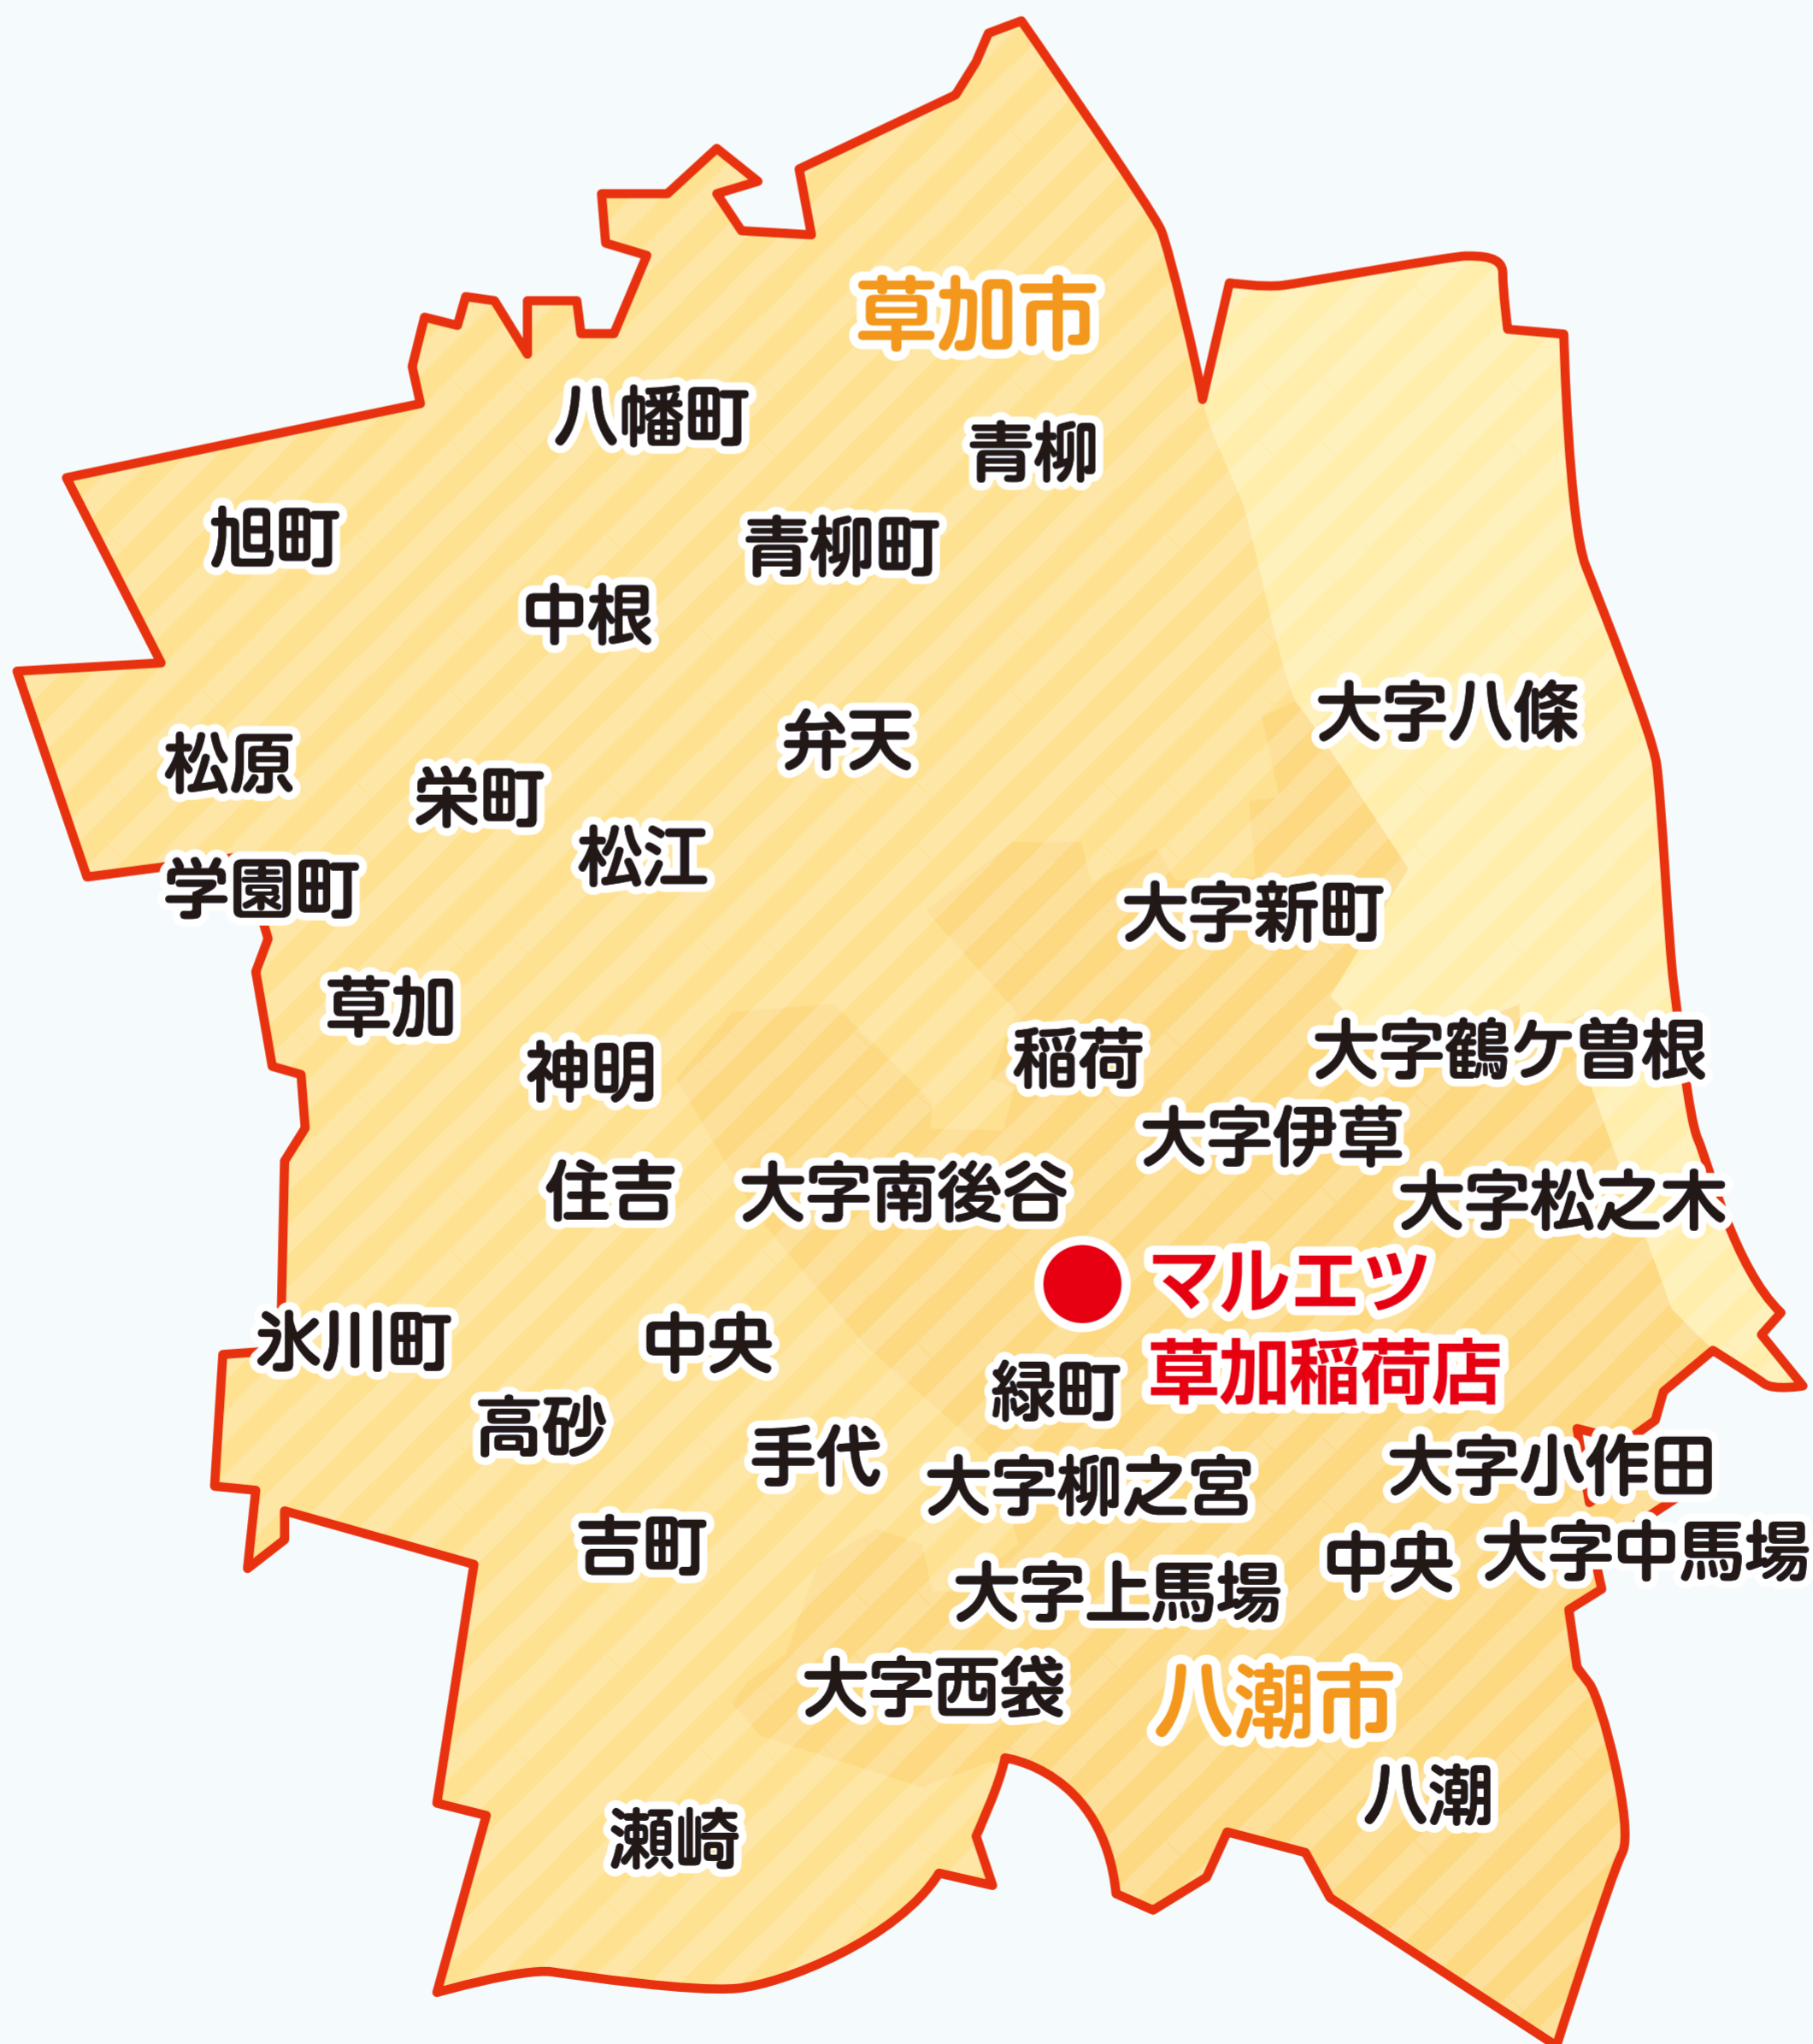 草加市
八幡町
青柳
旭町
青柳町
中根
大字八條
弁天
松原
栄町
松江
学園町
大字新町
草加
稲荷
大字鶴ケ曽根
神明
大字伊草
住吉
大字南後谷
大字松之木
マルエツ
草加稲荷店
氷川町
中央
緑町
高砂
手代
大字柳之宮
大字小作田
吉町
中央
大字中馬場
大字上馬場
大字西袋
八潮市
八潮
瀬崎